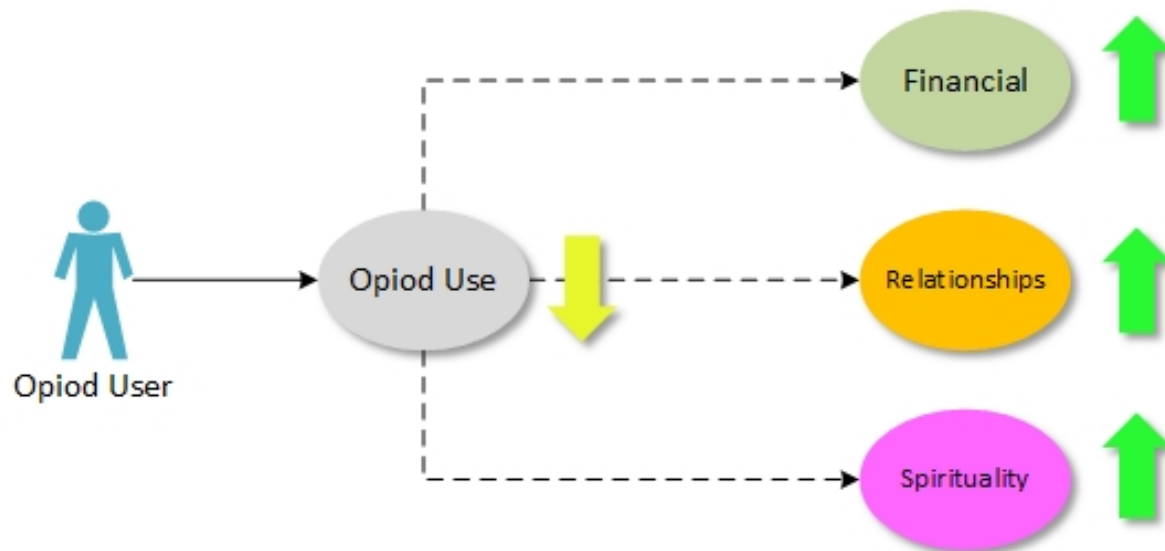 Financial
Opiod Use
Relationships
Opiod User
Spirituality